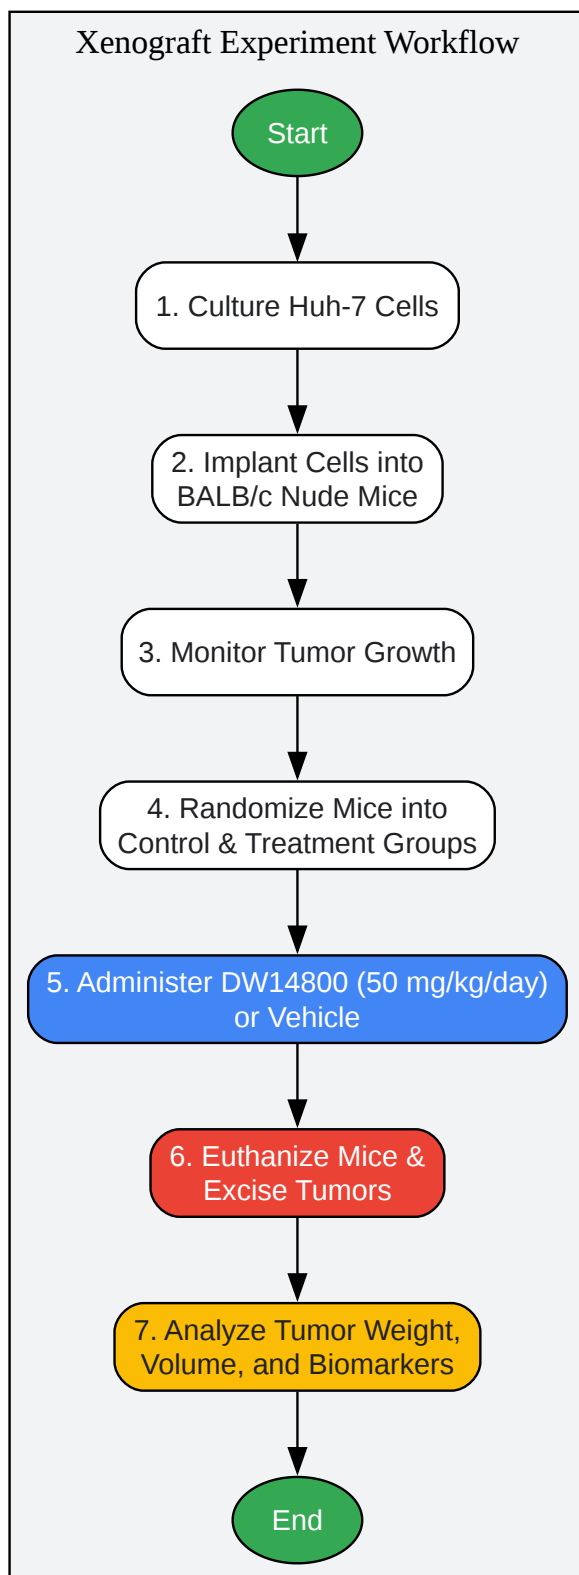 Xenograft Experiment Workflow
Start
1. Culture Huh-7 Cells
2. Implant Cells into
BALB/c Nude Mice
3. Monitor Tumor Growth
4. Randomize Mice into
Control & Treatment Groups
5. Administer DW14800 (50 mg/kg/day)
or Vehicle
6. Euthanize Mice &
Excise Tumors
7. Analyze Tumor Weight,
Volume, and Biomarkers
End